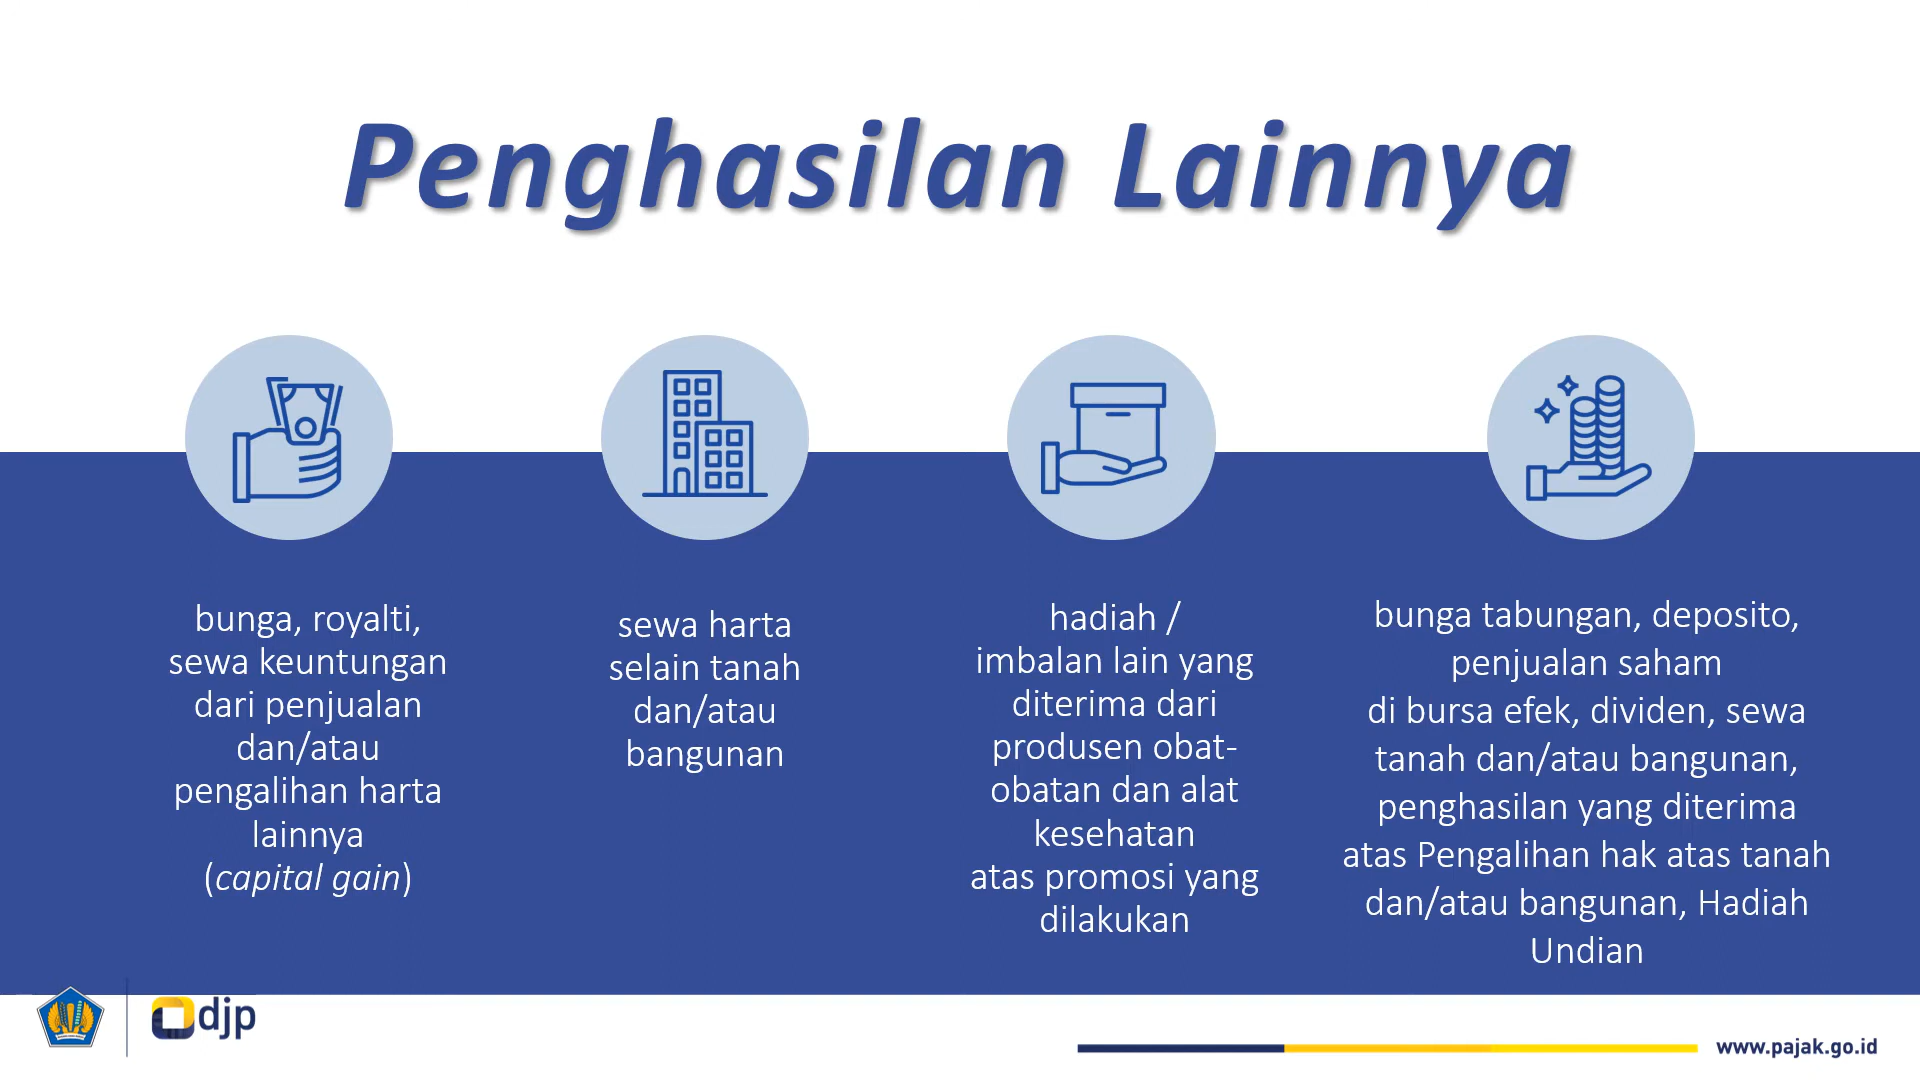 Penghasilan Lainnya
bunga, royalti,
sewa keuntungan
dari penjualan
dan/atau
pengalihan harta
lainnya
(capital gain)
sewa harta
selain tanah
dan/atau
bangunan
hadiah /
imbalan lain yang
diterima dari
produsen obat-
obatan dan alat
kesehatan
atas promosi yang
dilakukan
bunga tabungan, deposito,
penjualan saham
di bursa efek, dividen, sewa
tanah dan/atau bangunan,
penghasilan yang diterima
atas Pengalihan hak atas tanah
dan/atau bangunan, Hadiah
Undian
djp
www.pajak.go.id